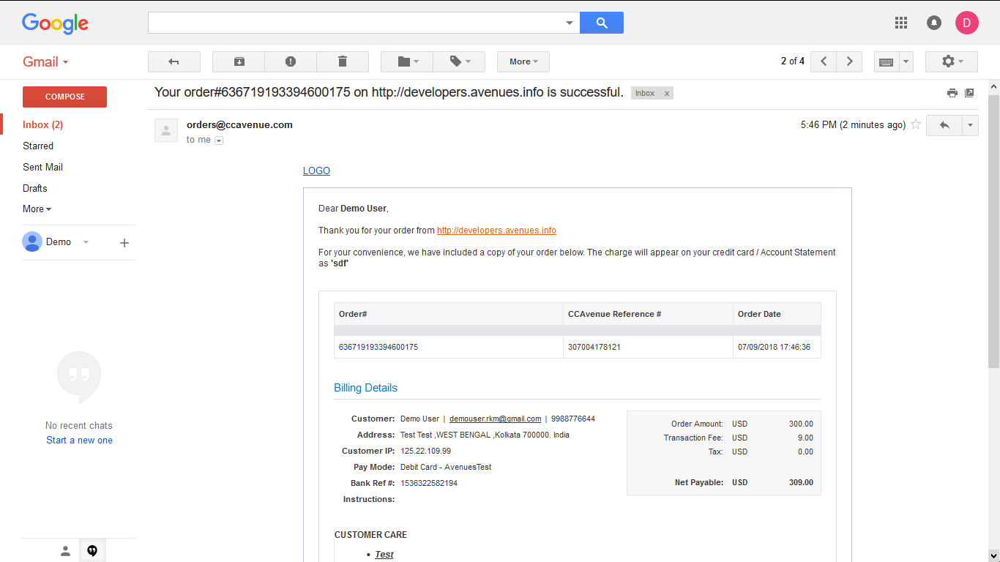 Google
D
Gmail
More
2 of 4
COMPOSE
Your order#636719193394600175 on http://developers.avenues.info is successful.
Inbox x
Inbox (2)
Starred
Sent Mail
Drafts
More
Demo
No recent chats
Start a new one
orders@ccavenue.com
5:46 PM (2 minutes ago)
to me
LOGO
Dear Demo User,
Thank you for your order from http://developers.avenues.info
For your convenience, we have included a copy of your order below. The charge will appear on your credit card / Account Statement
as 'sdf'
Order# CCAvenue Reference # Order Date
636719193394600175 307004178121 07/09/2018 17:46:36
Billing Details
Customer: Demo User | demouser.rkm@gmail.com | 9988776644
Address: Test Test ,WEST BENGAL ,Kolkata 700000. India
Customer IP: 125.22.109.99
Pay Mode: Debit Card - AvenuesTest
Bank Ref #: 1536322582194
Instructions:
Order Amount: USD 300.00
Transaction Fee: USD 9.00
Tax: USD 0.00
Net Payable: USD 309.00
CUSTOMER CARE
• Test